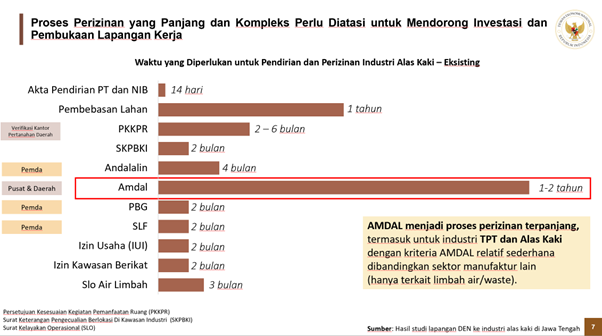 Proses Perizinan yang Panjang dan Kompleks Perlu Diatasi untuk Mendorong Investasi dan
Pembukaan Lapangan Kerja
Waktu yang Diperlukan untuk Pendirian dan Perizinan Industri Alas Kaki – Eksisting
Akta Pendirian PT dan NIB 14 hari
Pembebasan Lahan 1 tahun
Verifikasi Kantor
Pertanahan Daerah
PKKPR 2 – 6 bulan
SKPBKI 2 bulan
Pemda Andalalin 4 bulan
Pusat & Daerah Amdal 1-2 tahun
Pemda PBG 2 bulan
Pemda SLF 2 bulan
Izin Usaha (IUI) 2 bulan
Izin Kawasan Berikat 2 bulan
Slo Air Limbah 3 bulan
AMDAL menjadi proses perizinan terpanjang,
termasuk untuk industri TPT dan Alas Kaki
dengan kriteria AMDAL relatif sederhana
dibandingkan sektor manufaktur lain
(hanya terkait limbah air/waste).
Persetujuan Kesesuaian Kegiatan Pemanfaatan Ruang (PKKPR)
Surat Keterangan Pengecualian Berlokasi Di Kawasan Industri (SKPBKI)
Surat Kelayakan Operasional (SLO)
Sumber: Hasil studi lapangan DEN ke industri alas kaki di Jawa Tengah
7